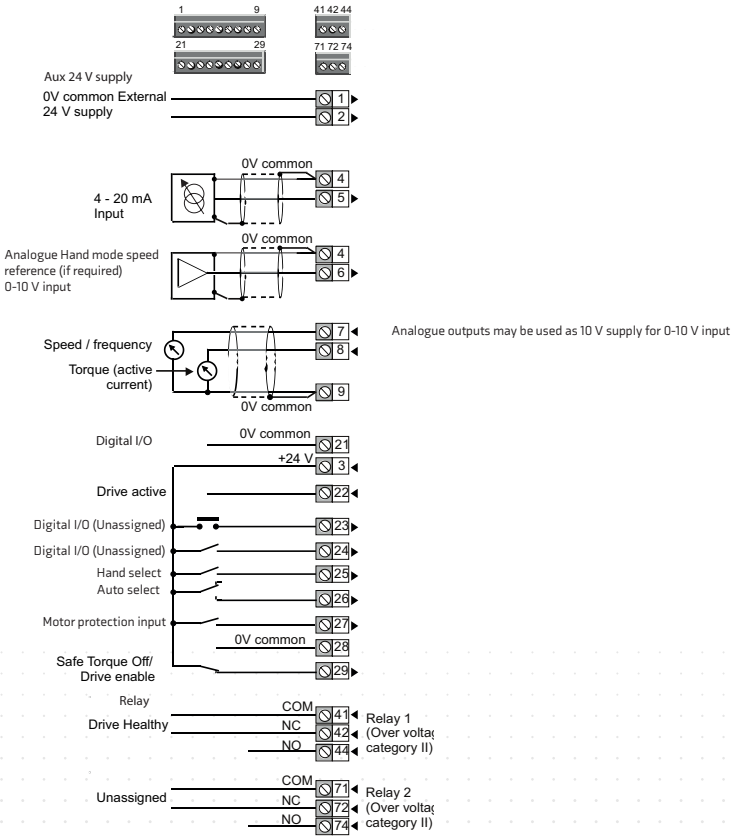 1 9 41 42 44
21 29 71 72 74
Aux 24 V supply
0V common External
24 V supply
1
2
0V common
4
5
4 - 20 mA
Input
0V common
4
6
Analogue Hand mode speed
reference (if required)
0-10 V input
7
8
Analogue outputs may be used as 10 V supply for 0-10 V input
Speed / frequency
Torque (active
current)
9
0V common
Digital I/O
0V common
21
+24 V
3
Drive active
22
Digital I/O (Unassigned)
23
Digital I/O (Unassigned)
24
Hand select
25
Auto select
26
Motor protection input
27
0V common
28
Safe Torque Off/
Drive enable
29
Relay
Drive Healthy
COM
41
NC
42
NO
44
Relay 1
(Over voltag
category II)
Unassigned
COM
71
NC
72
NO
74
Relay 2
(Over voltag
category II)